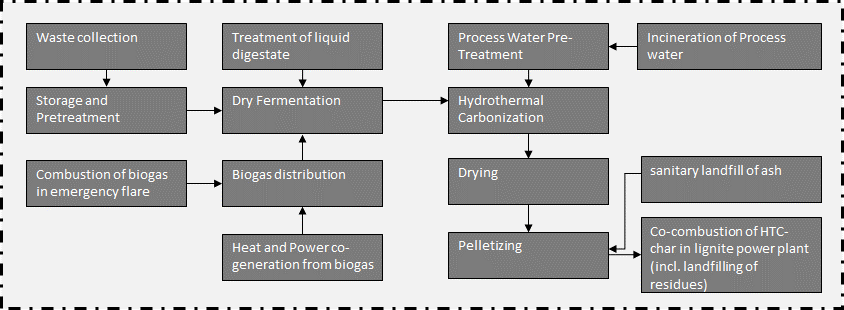 Waste collection
Treatment of liquid
digestate
Process Water Pre-
Treatment
Incineration of Process
water
Storage and
Pretreatment
Dry Fermentation
Hydrothermal
Carbonization
Combustion of biogas
in emergency flare
Biogas distribution
Drying
sanitary landfill of ash
Heat and Power co-
generation from biogas
Pelletizing
Co-combustion of HTC-
char in lignite power plant
(incl. landfilling of
residues)